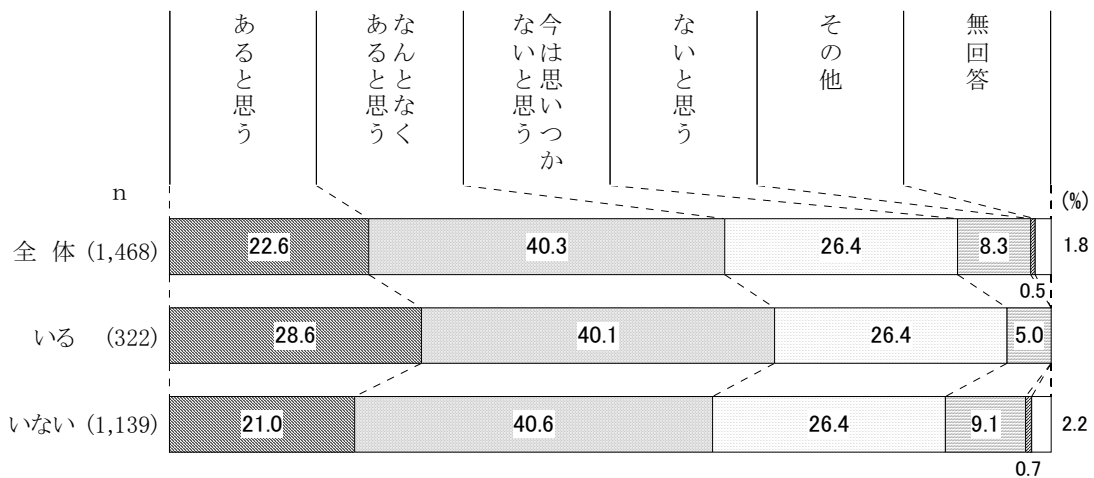 あると思う
なんとなく
あると思う
今は思いつか
ないと思う
ないと思う
その他
無回答
n
(%)
全 体 (1,468)
22.6
40.3
26.4
8.3
1.8
0.5
いる (322)
28.6
40.1
26.4
5.0
いない (1,139)
21.0
40.6
26.4
9.1
2.2
0.7